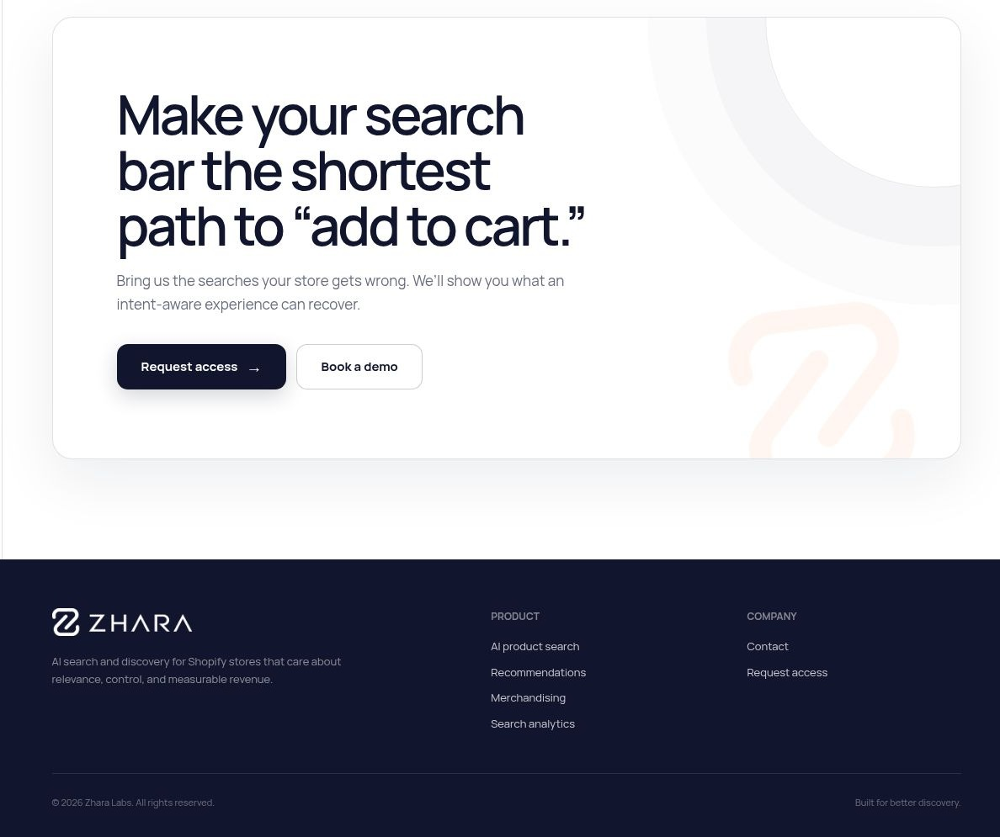 Make your search
bar the shortest
path to “add to cart.”
Bring us the searches your store gets wrong. We’ll show you what an
intent-aware experience can recover.
Request access →
Book a demo
ZHARA
AI search and discovery for Shopify stores that care about
relevance, control, and measurable revenue.
PRODUCT
AI product search
Recommendations
Merchandising
Search analytics
COMPANY
Contact
Request access
© 2026 Zhara Labs. All rights reserved.
Built for better discovery.